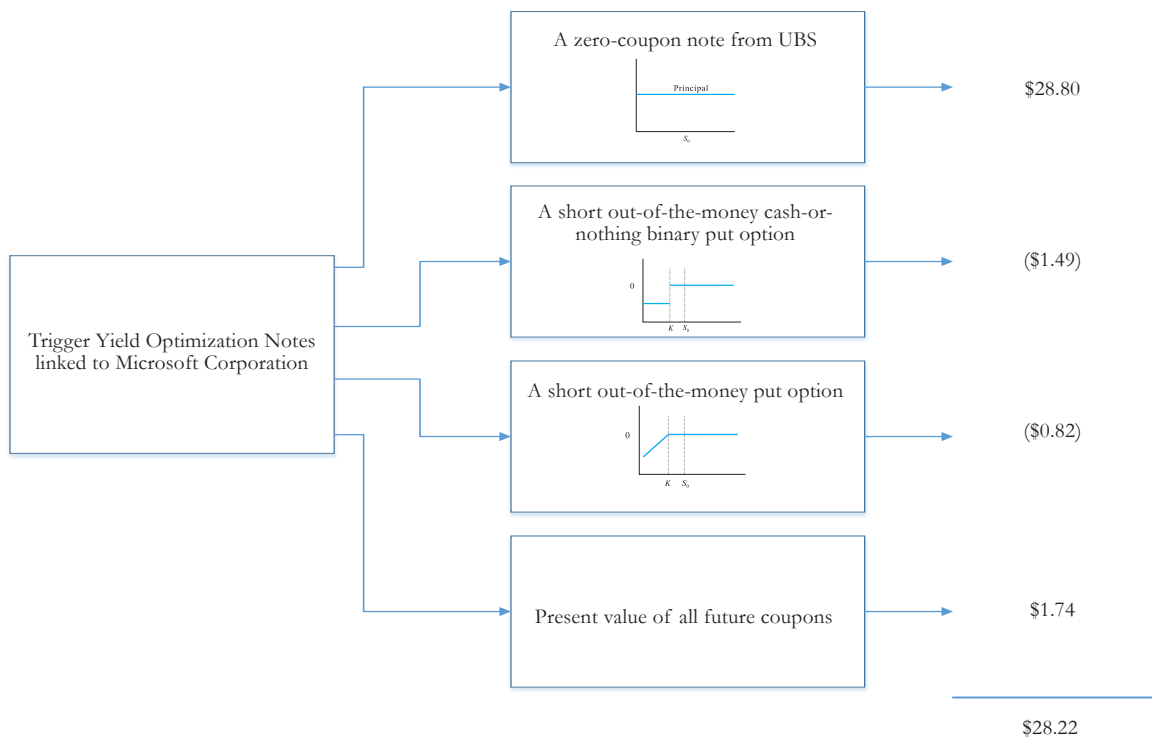 A zero-coupon note from UBS
Principal
S₀
$28.80
A short out-of-the-money cash-or-
nothing binary put option
0
K S₀
($1.49)
Trigger Yield Optimization Notes
linked to Microsoft Corporation
A short out-of-the-money put option
0
K S₀
($0.82)
Present value of all future coupons
$1.74
$28.22